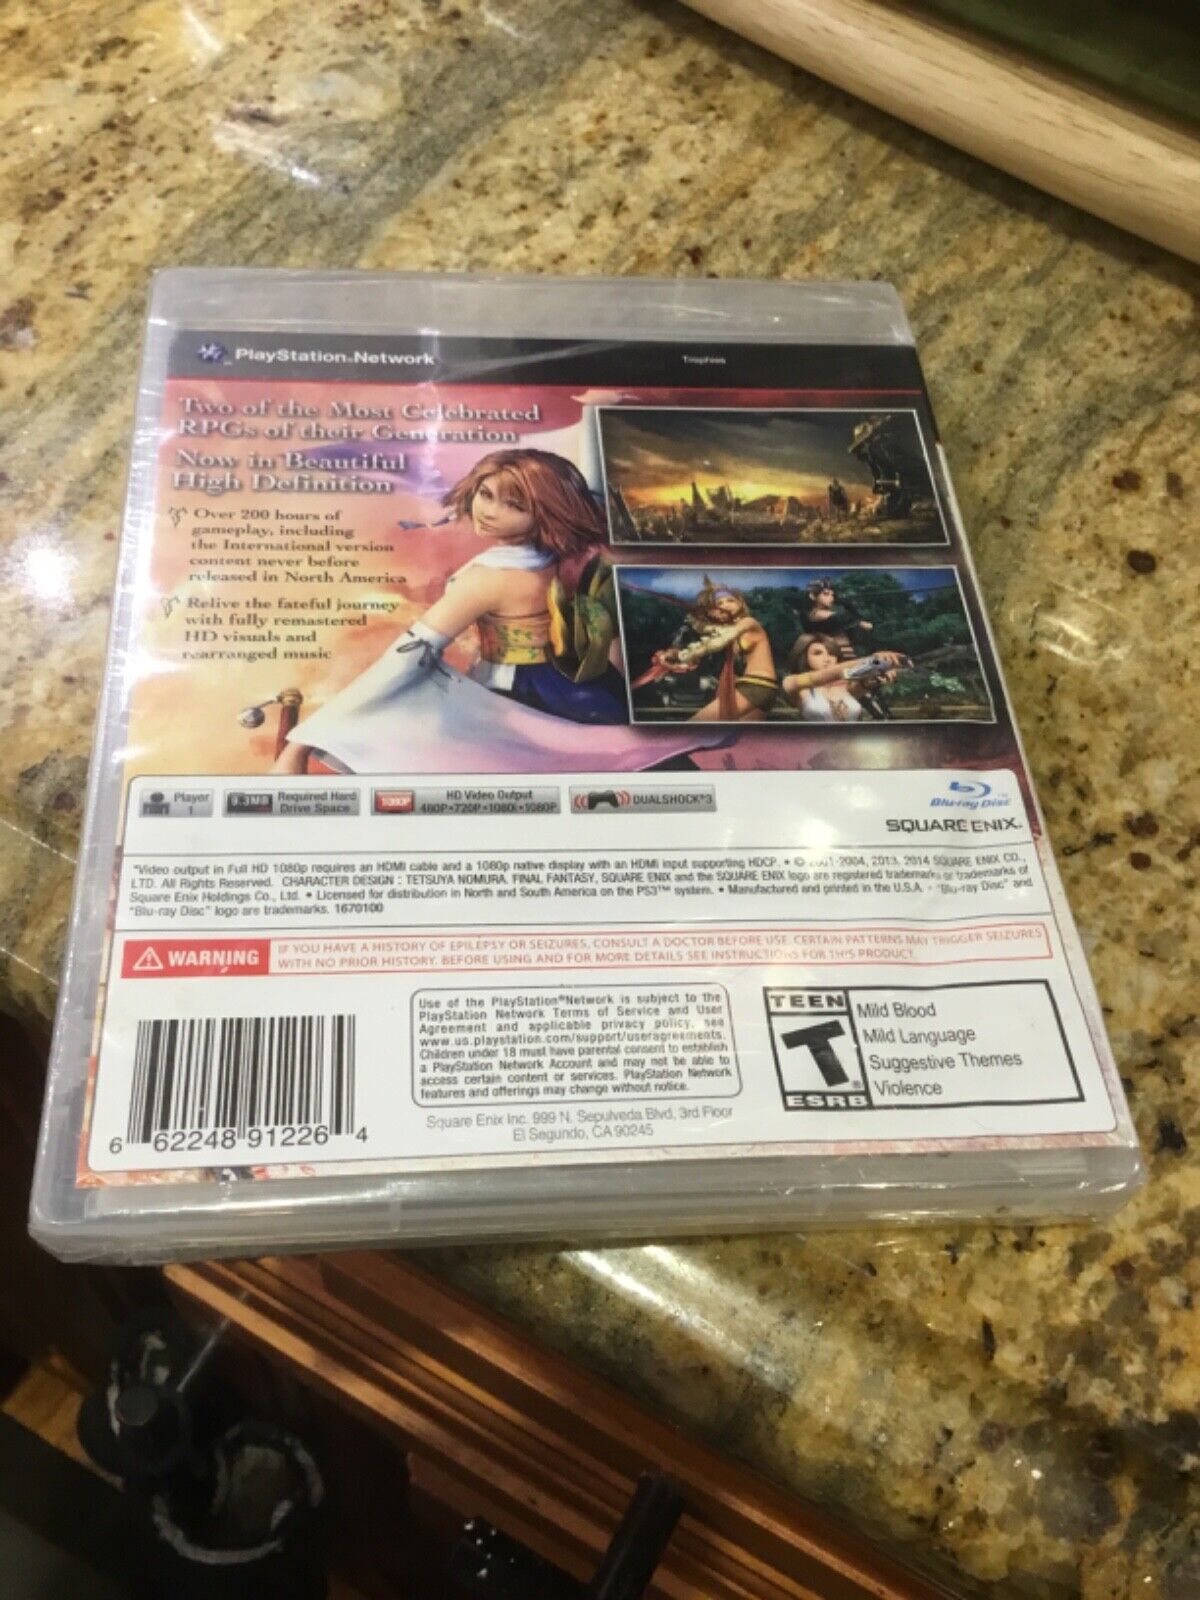 PlayStation®Network
Trophies
Two of the Most Celebrated
RPGs of their Generation
Now in Beautiful
High Definition
Over 200 hours of
gameplay, including
the International version
content never before
released in North America
Relive the fateful journey
with fully remastered
HD visuals and
rearranged music
Player
1
Required Hard
Drive Space
1080P
HD Video Output
480P•720P•1080i•1080P
DUALSHOCK®3
Blu-ray Disc™
SQUARE ENIX.
*Video output in Full HD 1080p requires an HDMI cable and a 1080p native display with an HDMI input supporting HDCP. • © 2001-2004, 2013, 2014 SQUARE ENIX CO.,
LTD. All Rights Reserved. CHARACTER DESIGN : TETSUYA NOMURA. FINAL FANTASY, SQUARE ENIX and the SQUARE ENIX logo are registered trademarks or trademarks of
Square Enix Holdings Co., Ltd. • Licensed for distribution in North and South America on the PS3™ system. • Manufactured and printed in the U.S.A. • "Blu-ray Disc" and
"Blu-ray Disc" logo are trademarks. 1670100
WARNING
IF YOU HAVE A HISTORY OF EPILEPSY OR SEIZURES, CONSULT A DOCTOR BEFORE USE. CERTAIN PATTERNS MAY TRIGGER SEIZURES
WITH NO PRIOR HISTORY. BEFORE USING AND FOR MORE DETAILS SEE INSTRUCTIONS FOR THIS PRODUCT.
Use of the PlayStation®Network is subject to the
PlayStation Network Terms of Service and User
Agreement and applicable privacy policy, see
www.us.playstation.com/support/useragreements.
Children under 18 must have parental consent to establish
a PlayStation Network Account and may not be able to
access certain content or services. PlayStation Network
features and offerings may change without notice.
Square Enix Inc. 999 N. Sepulveda Blvd, 3rd Floor
El Segundo, CA 90245
TEEN
T
ESRB
Mild Blood
Mild Language
Suggestive Themes
Violence
6 62248 91226 4